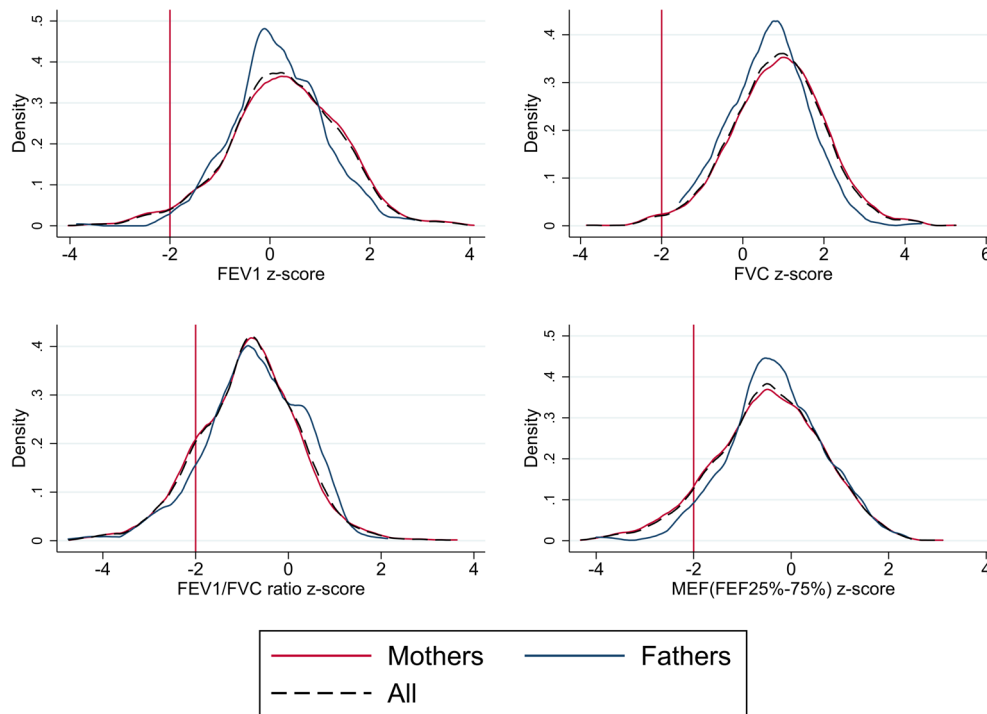 .5
.4
.3
.2
.1
0
Density
-4 -2 0 2 4
FEV1 z-score
.4
.3
.2
.1
0
Density
-4 -2 0 2 4 6
FVC z-score
.4
.3
.2
.1
0
Density
-4 -2 0 2 4
FEV1/FVC ratio z-score
.5
.4
.3
.2
.1
0
Density
-4 -2 0 2 4
MEF(FEF25%-75%) z-score
Mothers Fathers
All